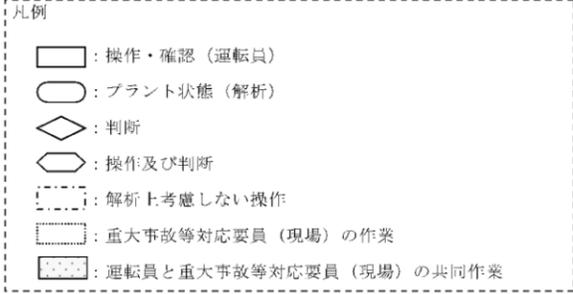 凡例
：操作・確認（運転員）
：プラント状態（解析）
：判断
：操作及び判断
：解析上考慮しない操作
：重大事故等対応要員（現場）の作業
：運転員と重大事故等対応要員（現場）の共同作業